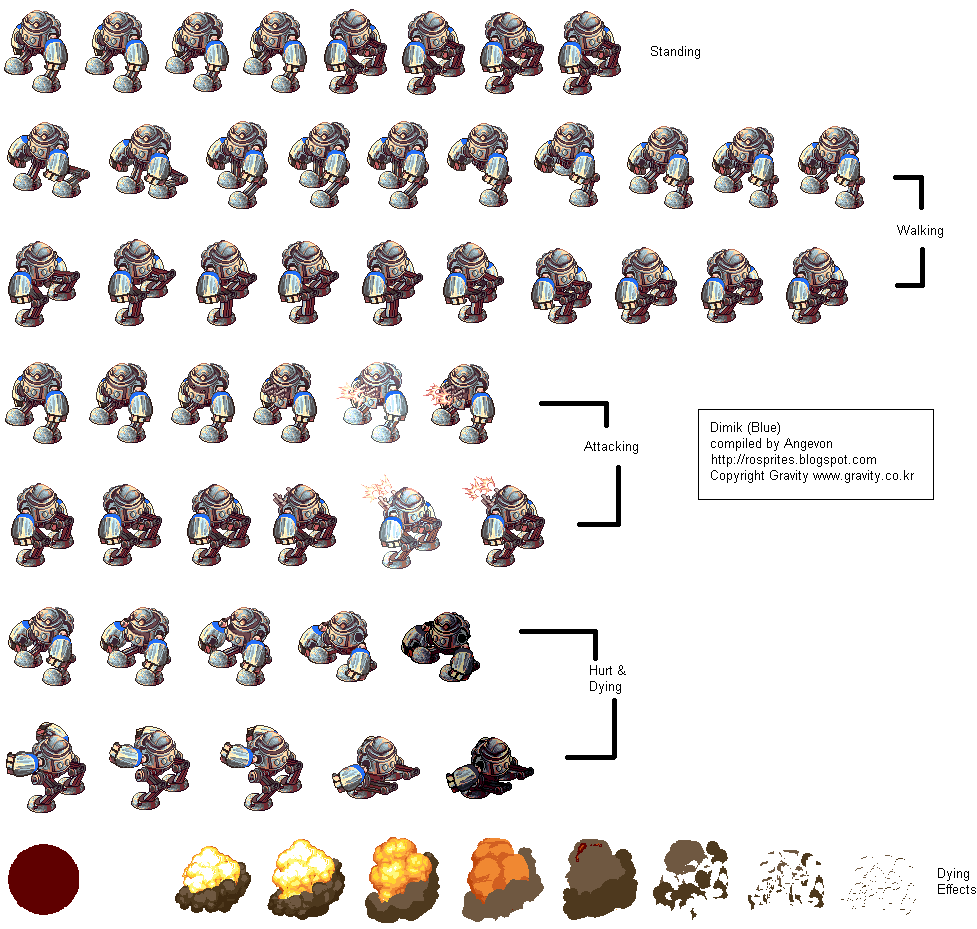 Standing
Walking
Attacking
Dimik (Blue)
compiled by Angevon
http://rosprites.blogspot.com
Copyright Gravity www.gravity.co.kr
Hurt &
Dying
Dying
Effects